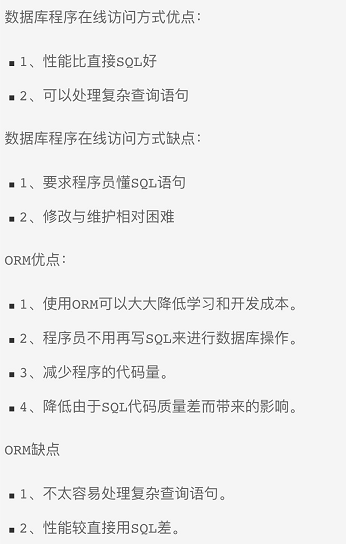 数据库程序在线访问方式优点:
▪ 1、性能比直接SQL好
▪ 2、可以处理复杂查询语句
数据库程序在线访问方式缺点:
▪ 1、要求程序员懂SQL语句
▪ 2、修改与维护相对困难
ORM优点:
▪ 1、使用ORM可以大大降低学习和开发成本。
▪ 2、程序员不用再写SQL来进行数据库操作。
▪ 3、减少程序的代码量。
▪ 4、降低由于SQL代码质量差而带来的影响。
ORM缺点
▪ 1、不太容易处理复杂查询语句。
▪ 2、性能较直接用SQL差。